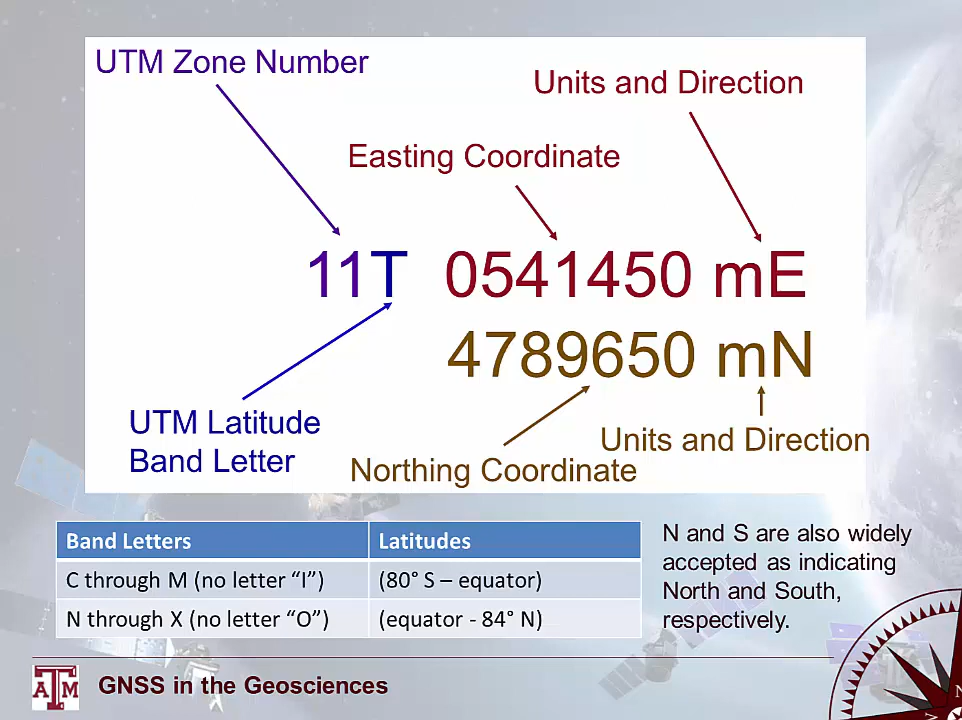 UTM Zone Number
Units and Direction
Easting Coordinate
11T 0541450 mE
4789650 mN
UTM Latitude
Band Letter
Units and Direction
Northing Coordinate
Band Letters Latitudes
C through M (no letter “I”) (80° S – equator)
N through X (no letter “O”) (equator - 84° N)
N and S are also widely
accepted as indicating
North and South,
respectively.
ATM GNSS in the Geosciences
N